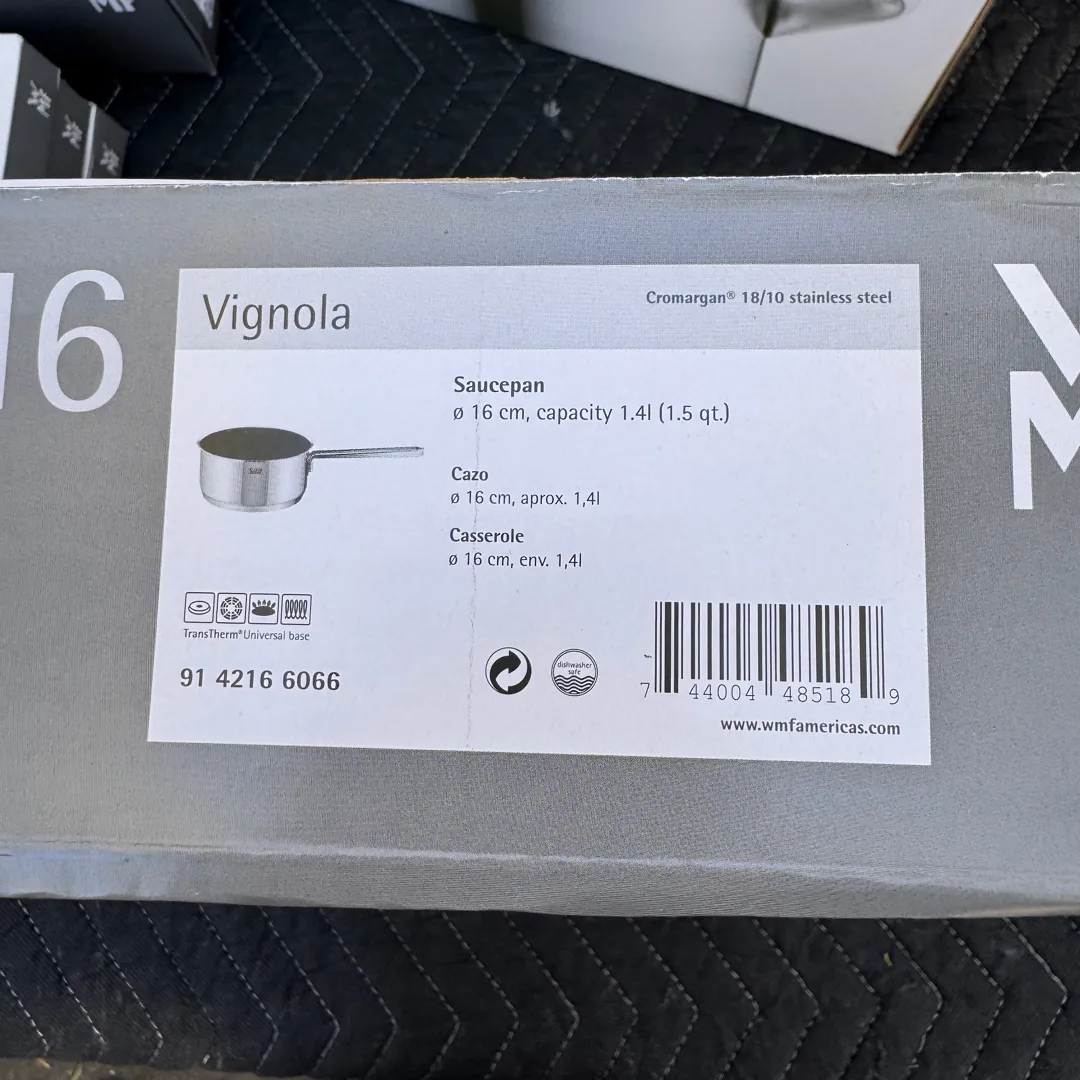 16
Vignola
Cromargan® 18/10 stainless steel
Saucepan
ø 16 cm, capacity 1.4l (1.5 qt.)
Cazo
ø 16 cm, aprox. 1,4l
Casserole
ø 16 cm, env. 1,4l
TransTherm® Universal base
91 4216 6066
dishwasher
safe
7 44004 48518 9
www.wmfamericas.com